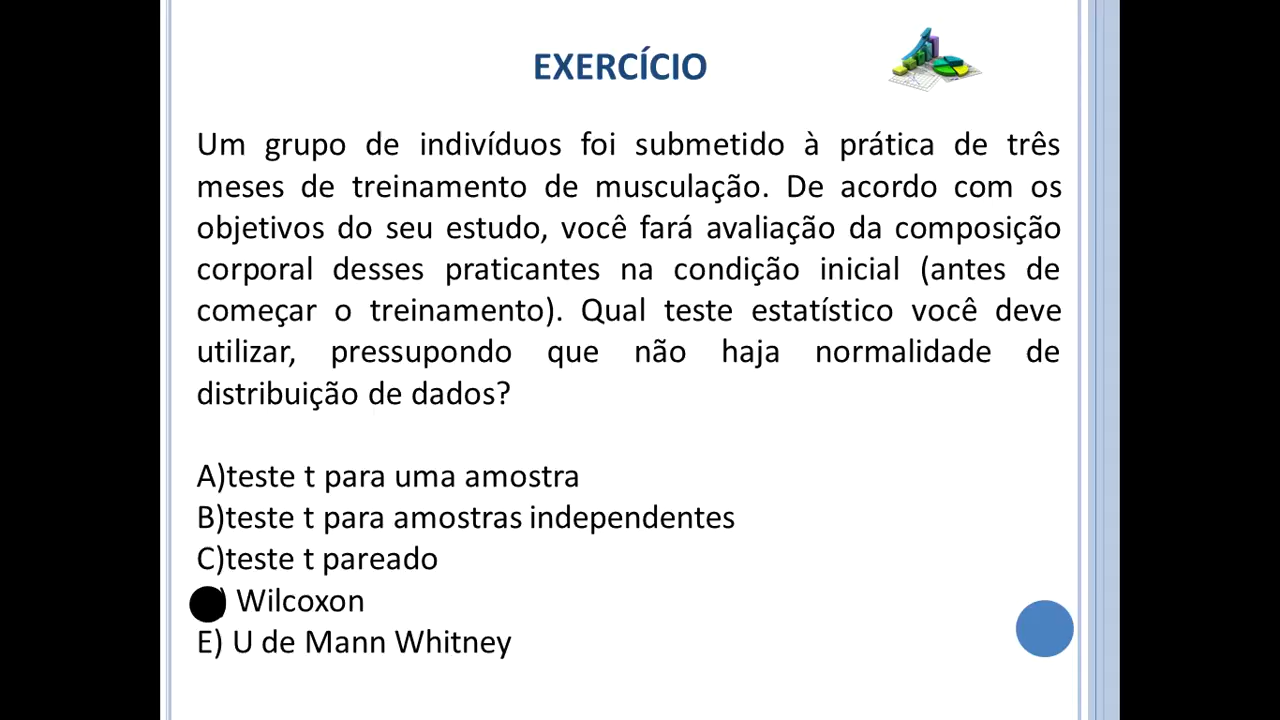 EXERCÍCIO
Um grupo de indivíduos foi submetido à prática de três
meses de treinamento de musculação. De acordo com os
objetivos do seu estudo, você fará avaliação da composição
corporal desses praticantes na condição inicial (antes de
começar o treinamento). Qual teste estatístico você deve
utilizar, pressupondo que não haja normalidade de
distribuição de dados?
A)teste t para uma amostra
B)teste t para amostras independentes
C)teste t pareado
) Wilcoxon
E) U de Mann Whitney